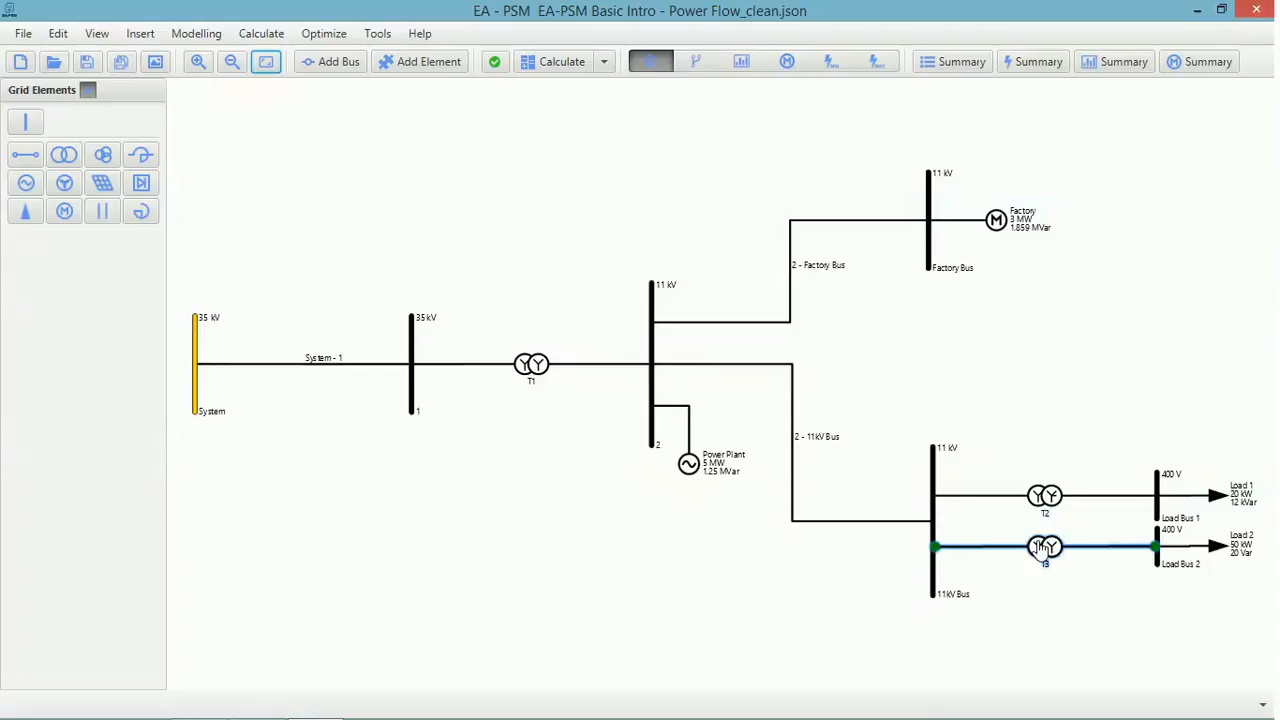 EA - PSM EA-PSM Basic Intro - Power Flow_clean.json
File Edit View Insert Modelling Calculate Optimize Tools Help
Add Bus Add Element Calculate Summary Summary Summary Summary
Grid Elements
11 kV
Factory
3 MW
1.859 MVar
2 - Factory Bus
Factory Bus
11 kV
35 kV
35 kV
System - 1
T1
System
1
2 - 11kV Bus
2
Power Plant
5 MW
1.25 MVar
11 kV
400 V
Load 1
20 kW
12 kVar
T2
Load Bus 1
400 V
Load 2
50 kW
20 Var
T3
Load Bus 2
11kV Bus